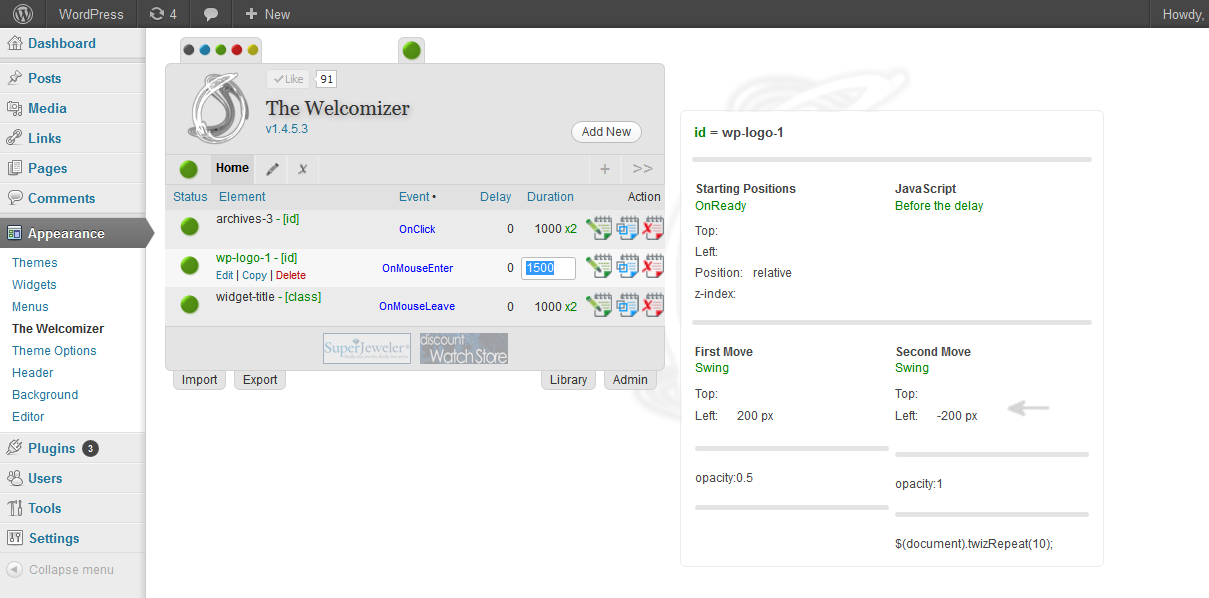 WordPress 4 + New Howdy,
Dashboard
Posts
Media
Links
Pages
Comments
Appearance
Themes
Widgets
Menus
The Welcomizer
Theme Options
Header
Background
Editor
Plugins 3
Users
Tools
Settings
Collapse menu
Like 91
The Welcomizer
v1.4.5.3
Add New
Home x + >>
Status Element Event • Delay Duration Action
archives-3 - [id] OnClick 0 1000 x2
wp-logo-1 - [id] OnMouseEnter 0 1500
Edit | Copy | Delete
widget-title - [class] OnMouseLeave 0 1000 x2
SuperJeweler discount
WatchStore
Import Export Library Admin
id = wp-logo-1
Starting Positions JavaScript
OnReady Before the delay
Top:
Left:
Position: relative
z-index:
First Move Second Move
Swing Swing
Top: Top:
Left: 200 px Left: -200 px
opacity:0.5 opacity:1
$(document).twizRepeat(10);